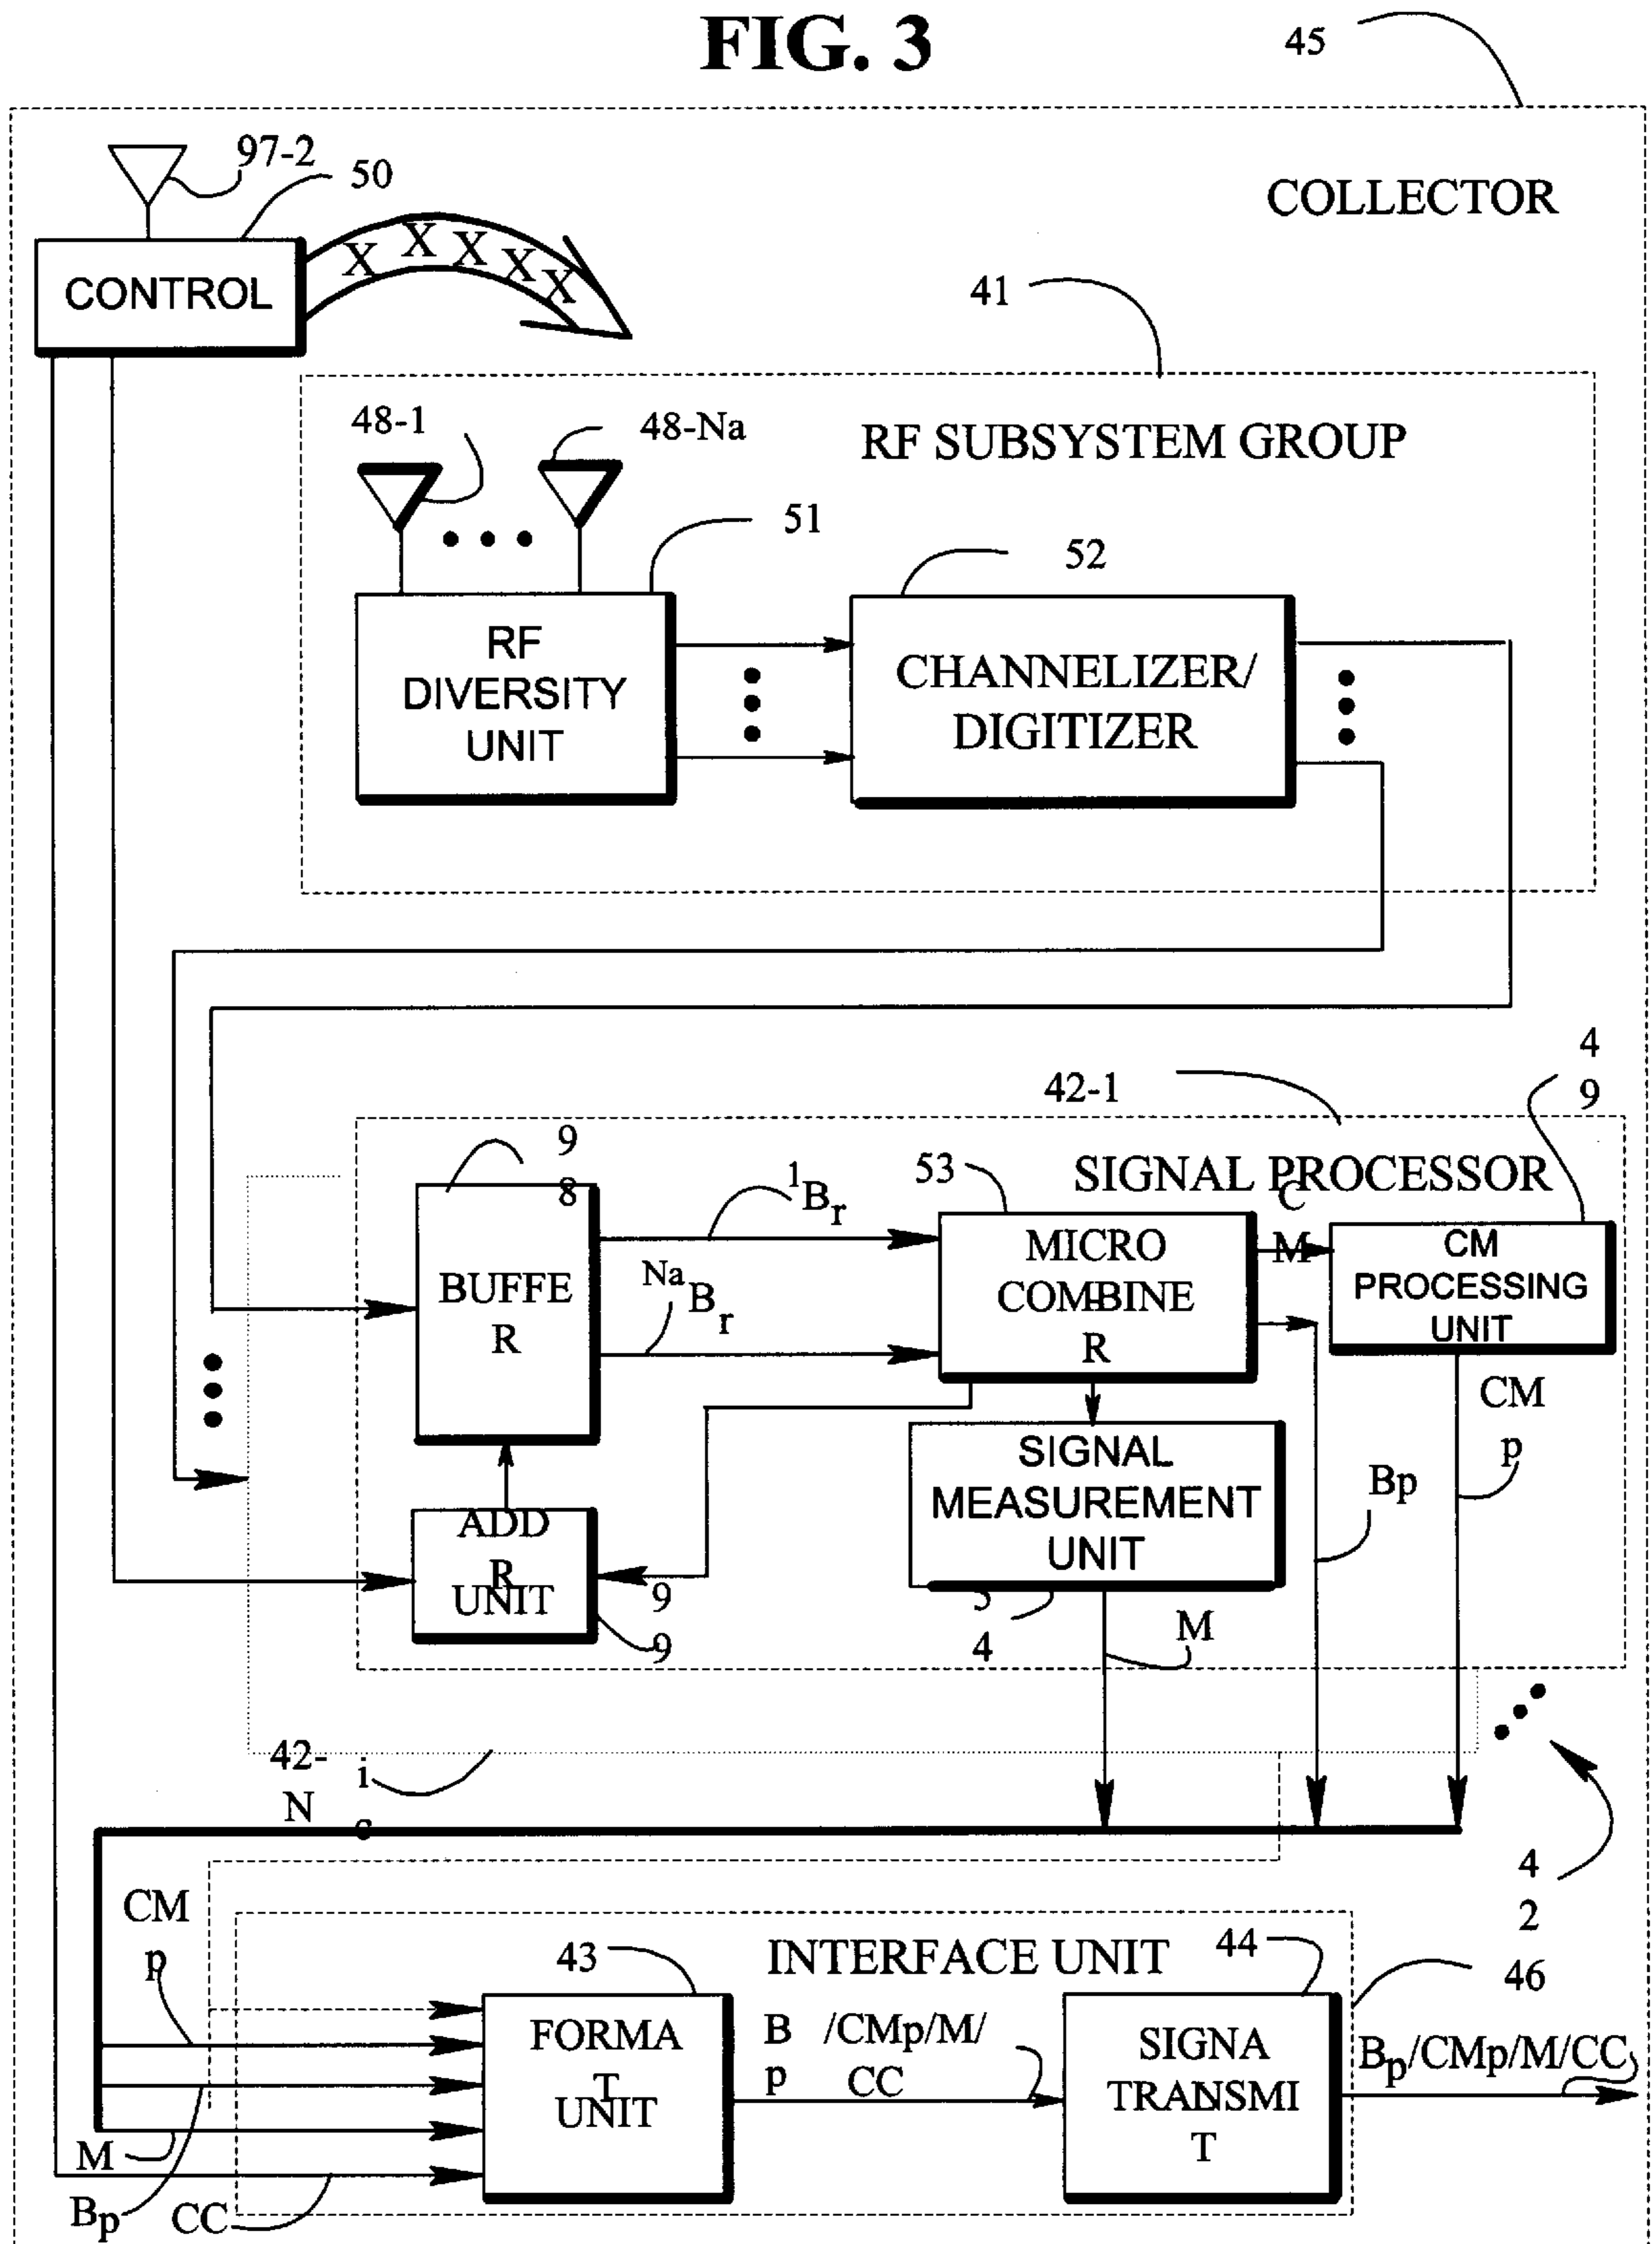 FIG. 3
45
97-2
50
COLLECTOR
X X X X X
CONTROL
41
48-1
48-Na
RF SUBSYSTEM GROUP
51
52
RF
DIVERSITY
UNIT
CHANNELIZER/
DIGITIZER
4
9
42-1
9
8
53
SIGNAL PROCESSOR
1Br
C
M
MICRO
COMBINE
-
R
CM
PROCESSING
UNIT
BUFFE
R
NaBr
CM
p
SIGNAL
MEASUREMENT
UNIT
Bp
ADD
R
UNIT
9
9
5
4
M
42-
N
i
c
4
2
CM
p
43
INTERFACE UNIT
44
46
FORMA
T
UNIT
B /CMp/M/
p CC
SIGNA
L
TRANSMI
T
Bp/CMp/M/CC
M
Bp
CC